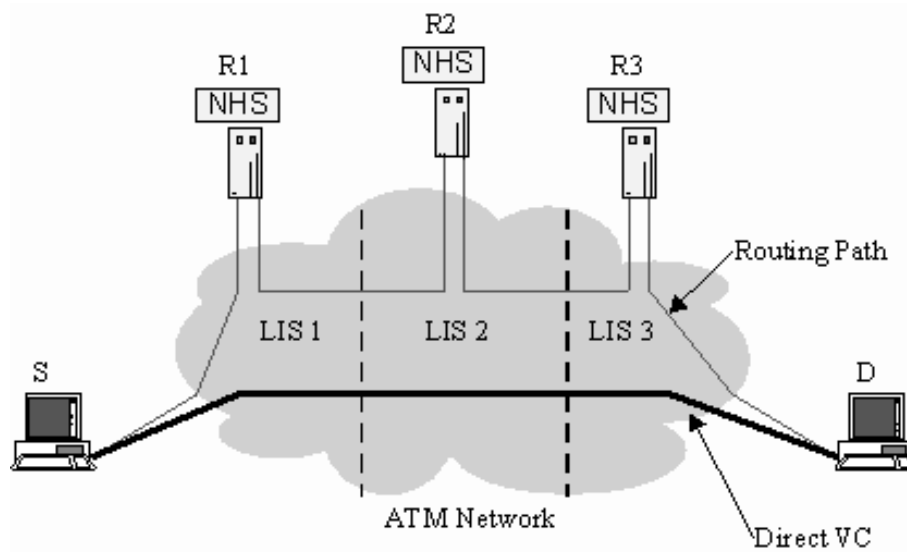 R2
NHS
R1
NHS
R3
NHS
Routing Path
LIS 1
LIS 2
LIS 3
S
D
ATM Network
Direct VC